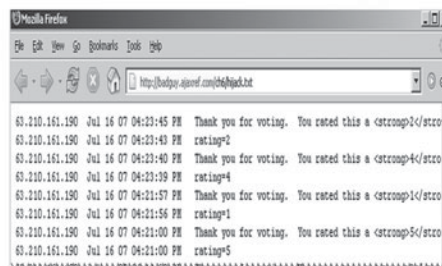 Mozilla Firefox
File Edit View Go Bookmarks Tools Help
http://badguy.ajaxref.com/ch6/hijack.txt
63.210.161.190 Jul 16 07 04:23:45 PM Thank you for voting. You rated this a <strong>2</stro
63.210.161.190 Jul 16 07 04:23:43 PM rating=2
63.210.161.190 Jul 16 07 04:23:40 PM Thank you for voting. You rated this a <strong>4</stro
63.210.161.190 Jul 16 07 04:23:39 PM rating=4
63.210.161.190 Jul 16 07 04:21:57 PM Thank you for voting. You rated this a <strong>1</stro
63.210.161.190 Jul 16 07 04:21:56 PM rating=1
63.210.161.190 Jul 16 07 04:21:00 PM Thank you for voting. You rated this a <strong>5</stro
63.210.161.190 Jul 16 07 04:21:00 PM rating=5